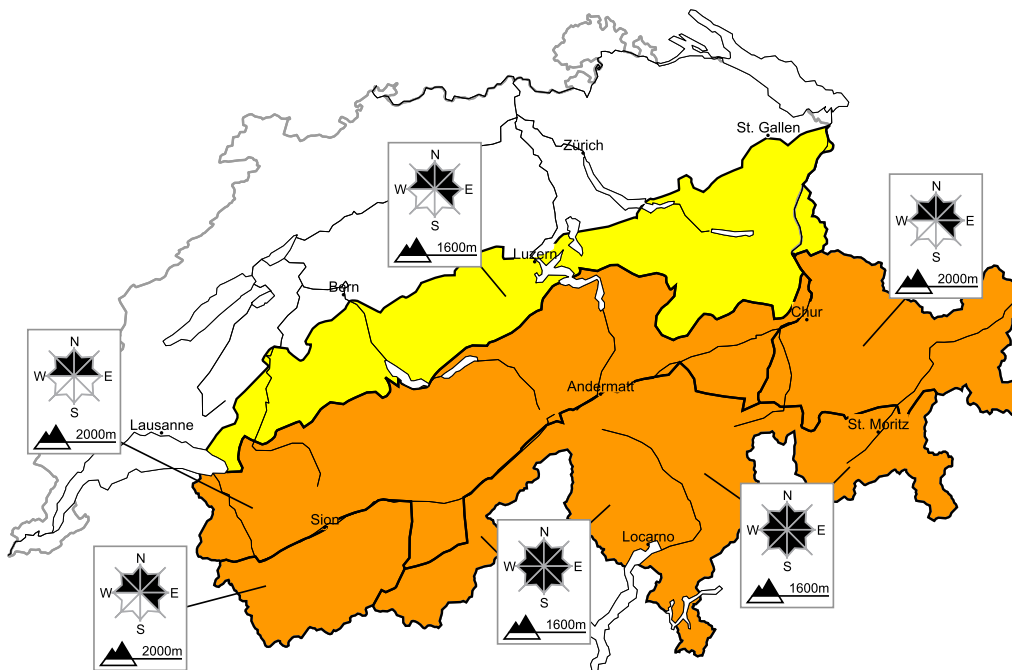 St. Gallen
Zürich
N
W E
S
1600m
N
W E
S
2000m
Luzern
Bern
Chur
N
W E
S
2000m
Andermatt
Lausanne
St. Moritz
N
W E
S
1600m
Sion
Locarno
N
W E
S
1600m
N
W E
S
2000m